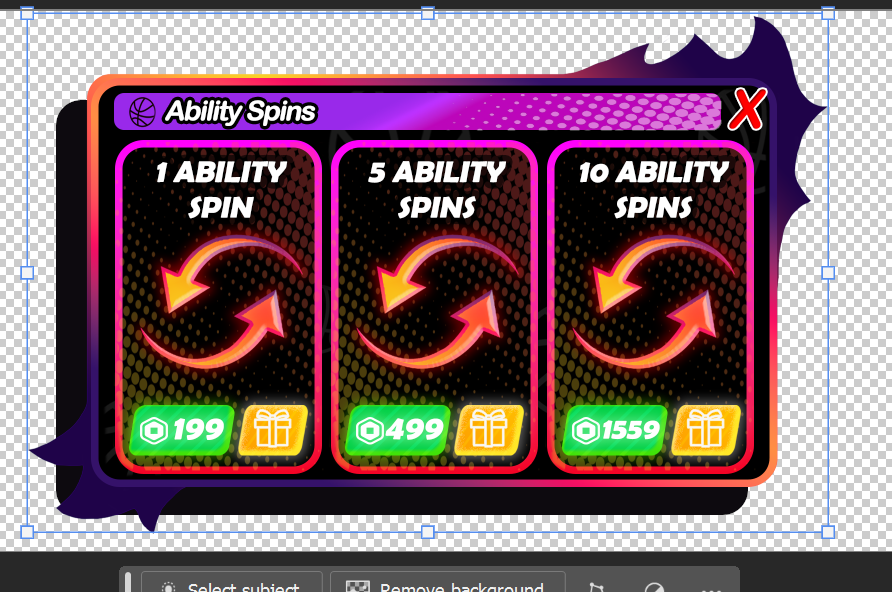 Ability Spins
X
1 ABILITY
SPIN
5 ABILITY
SPINS
10 ABILITY
SPINS
199
499
1559
Select subject
Remove background